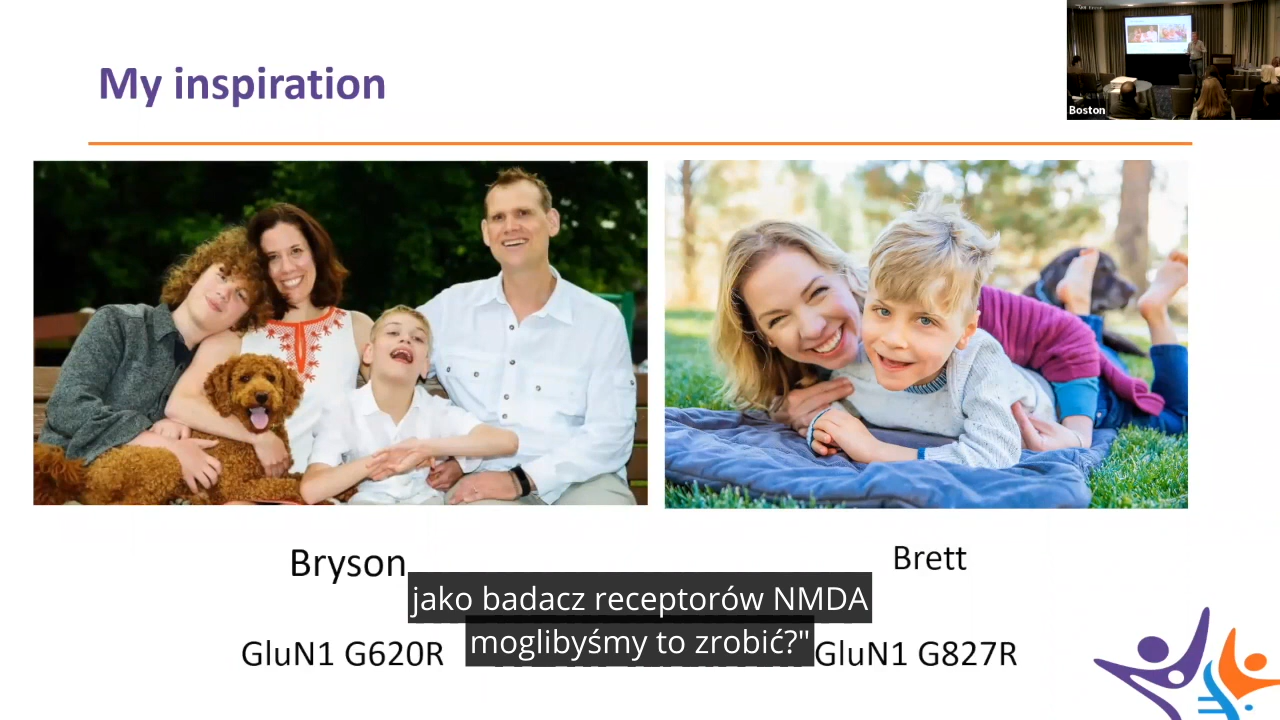 My inspiration
Boston
Bryson
Brett
jako badacz receptorów NMDA
moglibyśmy to zrobić?"
GluN1 G620R
GluN1 G827R